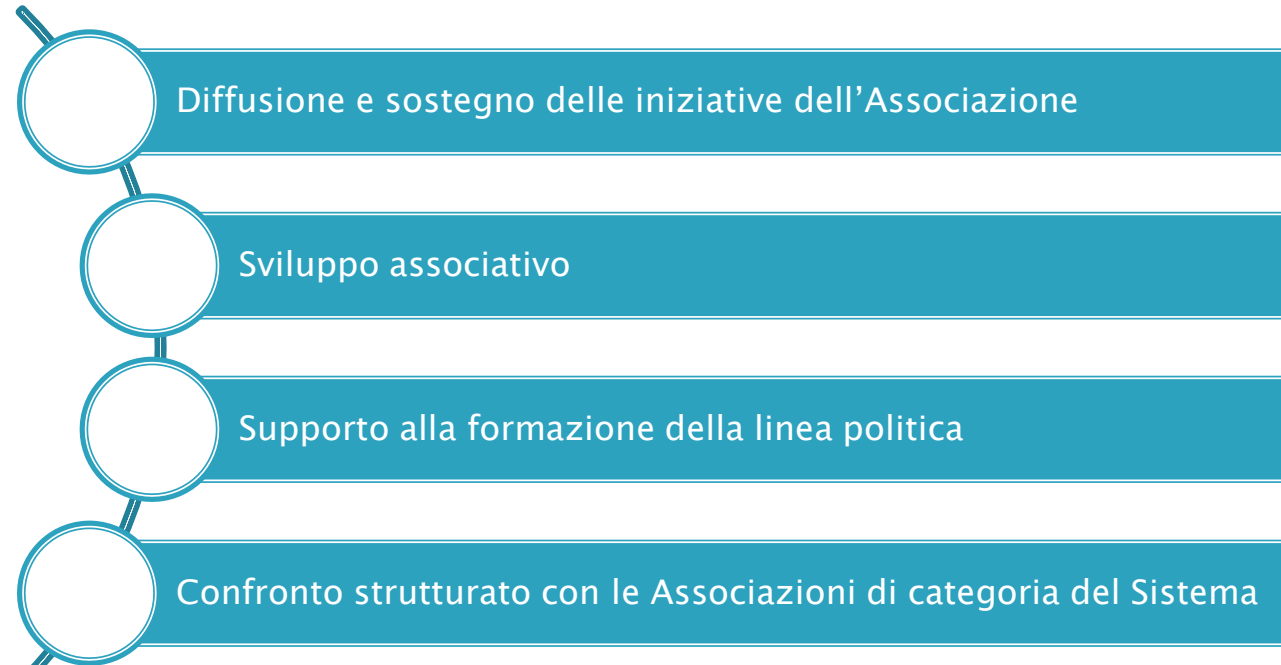 Diffusione e sostegno delle iniziative dell’Associazione
Sviluppo associativo
Supporto alla formazione della linea politica
Confronto strutturato con le Associazioni di categoria del Sistema